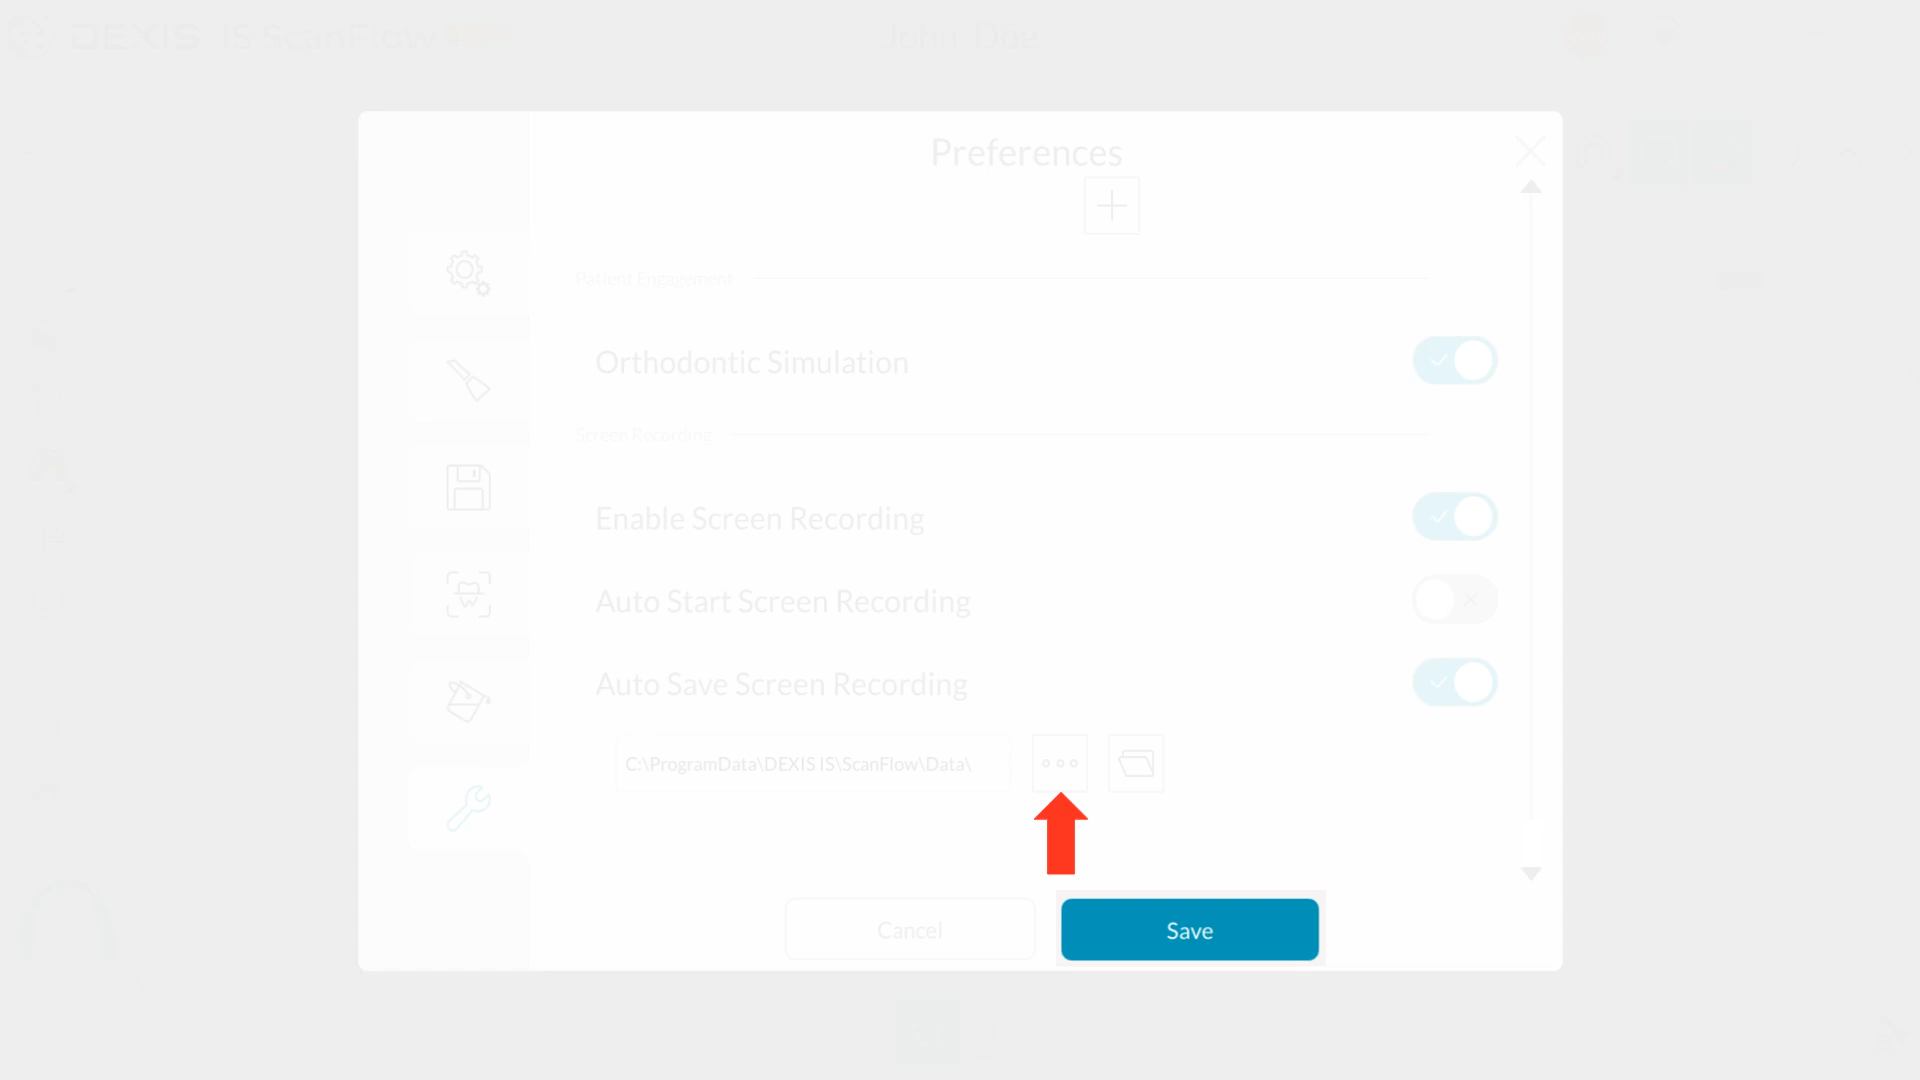 DEXIS IS ScanFlow
John Doe
Preferences
Patient Engagement
Orthodontic Simulation
Screen Recording
Enable Screen Recording
Auto Start Screen Recording
Auto Save Screen Recording
C:\ProgramData\DEXIS IS\ScanFlow\Data\
Cancel
Save